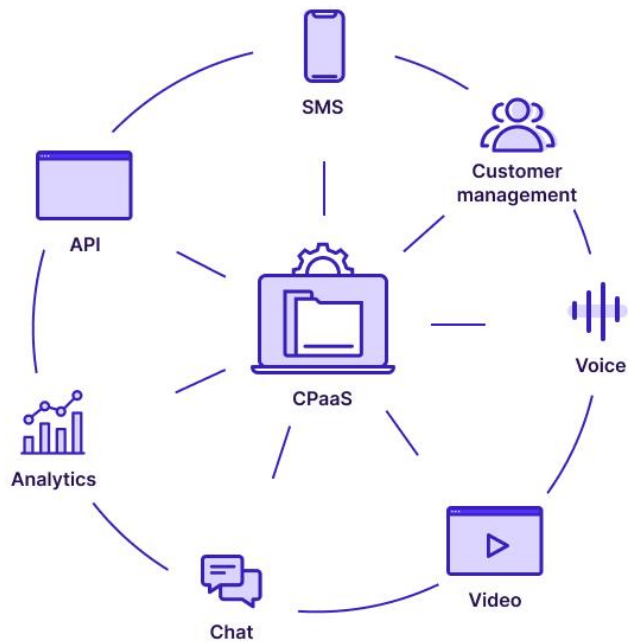 SMS
Customer
management
API
Voice
CPaaS
Analytics
Video
Chat